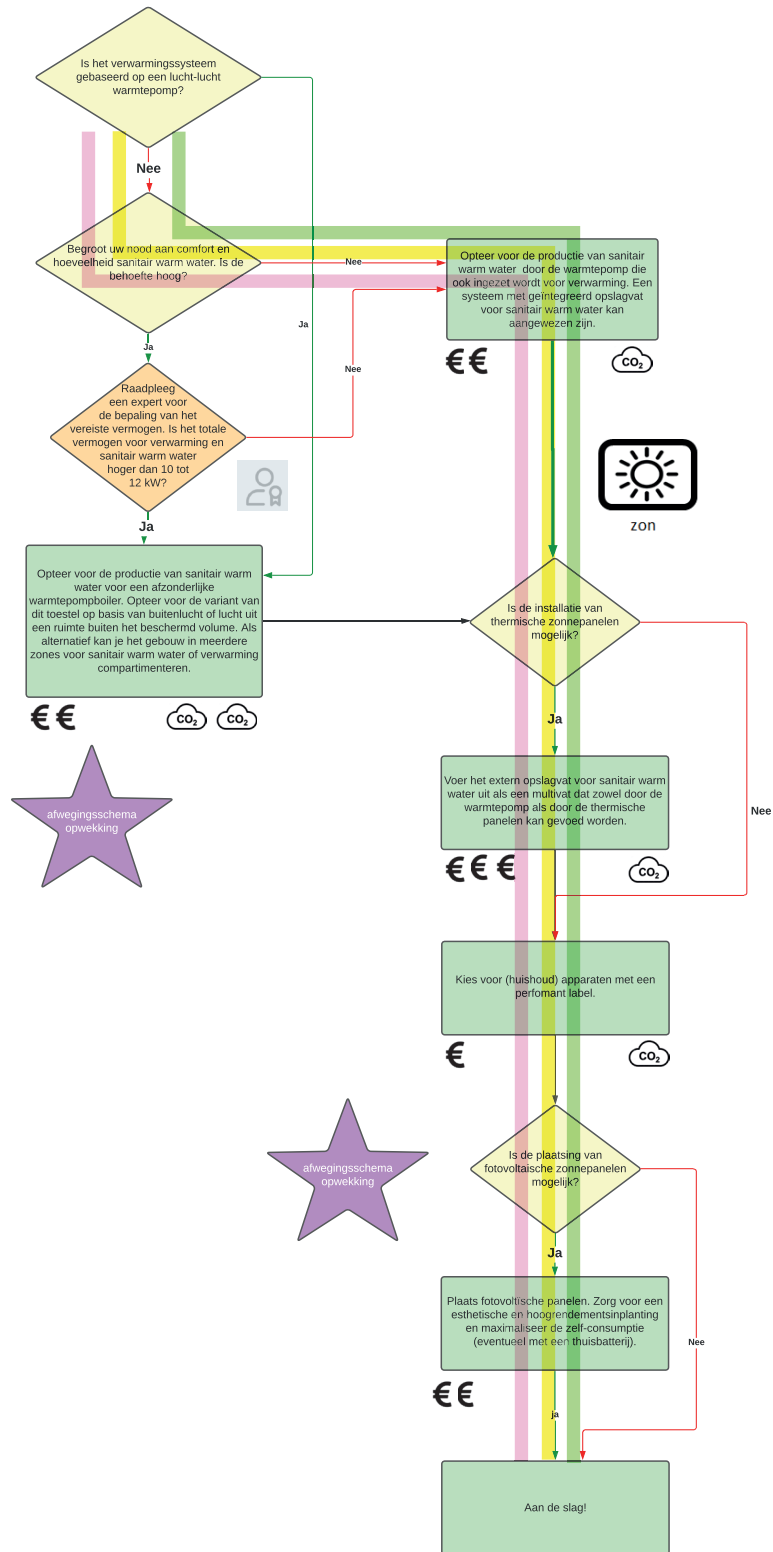 Is het verwarmingssysteem
gebaseerd op een lucht-lucht
warmtepomp?
Nee
Begroot uw nood aan comfort en
hoeveelheid sanitair warm water. Is de
behoefte hoog?
Nee
Opteer voor de productie van sanitair
warm water door de warmtepomp die
ook ingezet wordt voor verwarming. Een
systeem met geïntegreerd opslagvat
voor sanitair warm water kan
aangewezen zijn.
Ja
Ja
Nee
€ €
CO2
Raadpleeg
een expert voor
de bepaling van het
vereiste vermogen. Is het totale
vermogen voor verwarming en
sanitair warm water
hoger dan 10 tot
12 kW?
zon
Ja
Opteer voor de productie van sanitair warm
water voor een afzonderlijke
warmtepompboiler. Opteer voor de variant van
dit toestel op basis van buitenlucht of lucht uit
een ruimte buiten het beschermd volume. Als
alternatief kan je het gebouw in meerdere
zones voor sanitair warm water of verwarming
compartimenteren.
€ €
CO2 CO2
Is de installatie van
thermische zonnepanelen
mogelijk?
Ja
afwegingsschema
opwekking
Voer het extern opslagvat voor sanitair warm
water uit als een multivat dat zowel door de
warmtepomp als door de thermische
panelen kan gevoed worden.
Nee
€ € €
CO2
Kies voor (huishoud) apparaten met een
perfomant label.
€
CO2
afwegingsschema
opwekking
Is de plaatsing van
fotovoltaische zonnepanelen
mogelijk?
Ja
Plaats fotovoltïsche panelen. Zorg voor een
esthetische en hoogrendementsinplanting
en maximaliseer de zelf-consumptie
(eventueel met een thuisbatterij).
Nee
€ €
ja
Aan de slag!